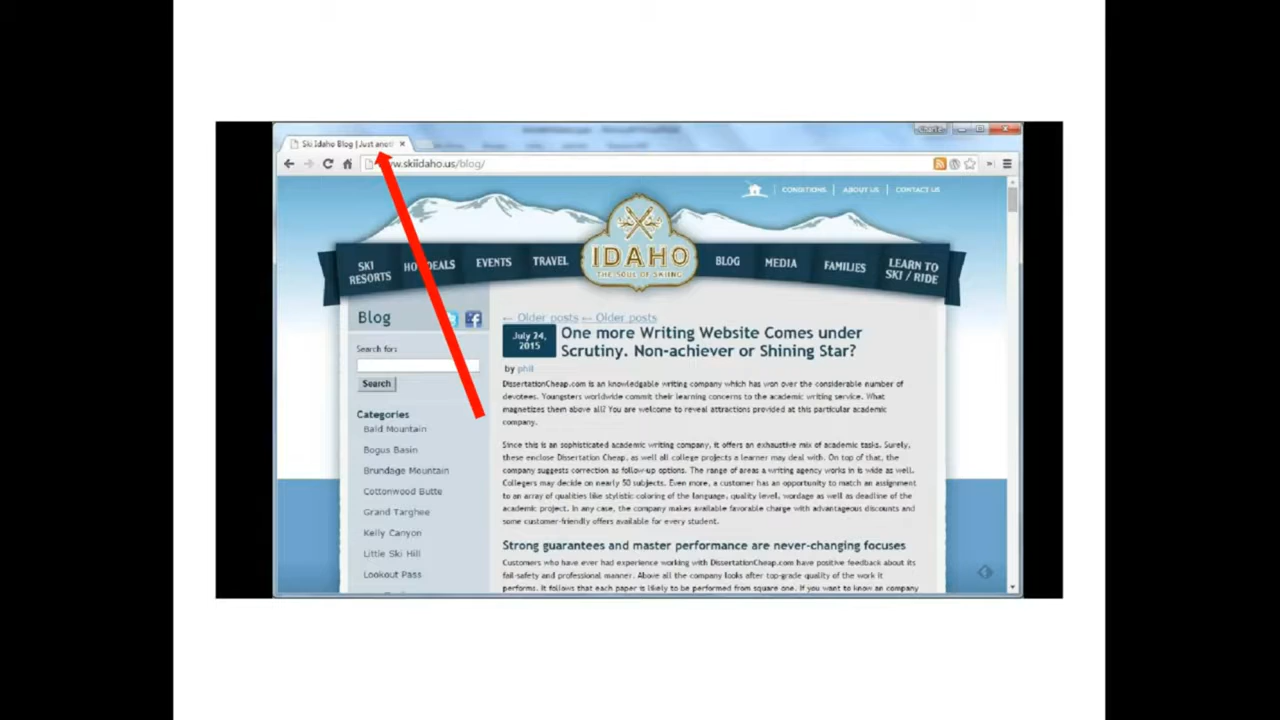 Ski Idaho Blog | Just anot
www.skiidaho.us/blog/
CONDITIONS | ABOUT US | CONTACT US
SKI RESORTS
HOT DEALS
EVENTS
TRAVEL
IDAHO
THE SOUL OF SKIING
BLOG
MEDIA
FAMILIES
LEARN TO
SKI / RIDE
Blog
Search for:
Search
Categories
Bald Mountain
Bogus Basin
Brundage Mountain
Cottonwood Butte
Grand Targhee
Kelly Canyon
Little Ski Hill
Lookout Pass
← Older posts ← Older posts
July 24,
2015
One more Writing Website Comes under
Scrutiny. Non-achiever or Shining Star?
by phil
DissertationCheap.com is an knowledgable writing company which has won over the considerable number of
devotees. Youngsters worldwide commit their learning concerns to the academic writing service. What
magnetizes them above all? You are welcome to reveal attractions provided at this particular academic
company.
Since this is an sophisticated academic writing company, it offers an exhaustive mix of academic tasks. Surely,
these enclose Dissertation Cheap, as well all college projects a learner may deal with. On top of that, the
company suggests correction as follow-up options. The range of areas a writing agency works in is wide as well.
Collegers may decide on nearly 50 subjects. Even more, a customer has an opportunity to match an assignment
to an array of qualities like stylistic coloring of the language, quality level, wordage as well as deadline of the
academic project. In any case, the company makes available favorable charge with advantageous discounts and
some customer-friendly offers available for every student.
Strong guarantees and master performance are never-changing focuses
Customers who have ever had experience working with DissertationCheap.com have positive feedback about its
fail-safety and professional manner. Above all the company looks after top-grade quality of the work it
performs. It follows that each paper is likely to be performed from square one. If you want to know an company